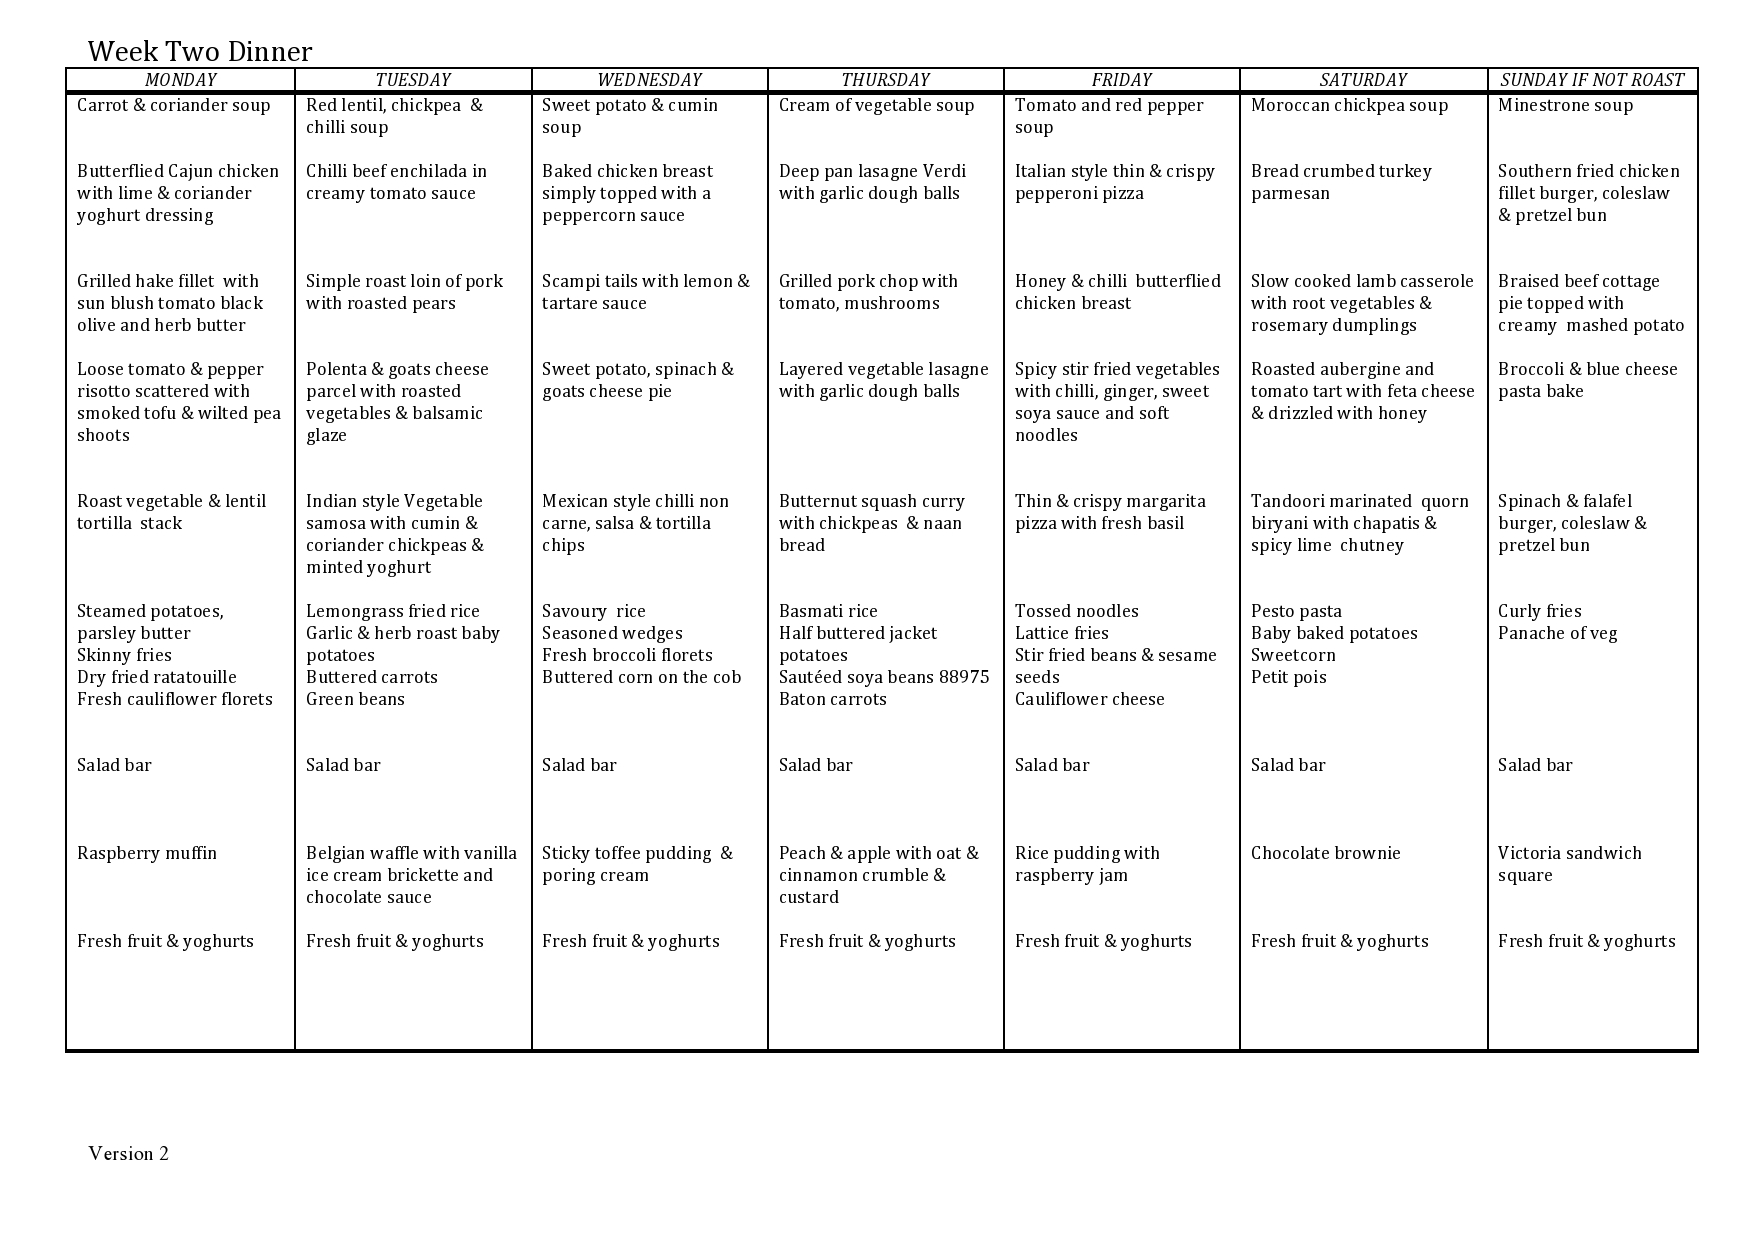 Week Two Dinner
MONDAY
TUESDAY
WEDNESDAY
THURSDAY
FRIDAY
SATURDAY
SUNDAY IF NOT ROAST
Carrot & coriander soup
Butterflied Cajun chicken
with lime & coriander
yoghurt dressing
Grilled hake fillet with
sun blush tomato black
olive and herb butter
Loose tomato & pepper
risotto scattered with
smoked tofu & wilted pea
shoots
Roast vegetable & lentil
tortilla stack
Steamed potatoes,
parsley butter
Skinny fries
Dry fried ratatouille
Fresh cauliflower florets
Salad bar
Raspberry muffin
Fresh fruit & yoghurts
Red lentil, chickpea &
chilli soup
Chilli beef enchilada in
creamy tomato sauce
Simple roast loin of pork
with roasted pears
Polenta & goats cheese
parcel with roasted
vegetables & balsamic
glaze
Indian style Vegetable
samosa with cumin &
coriander chickpeas &
minted yoghurt
Lemongrass fried rice
Garlic & herb roast baby
potatoes
Buttered carrots
Green beans
Salad bar
Belgian waffle with vanilla
ice cream brickette and
chocolate sauce
Fresh fruit & yoghurts
Sweet potato & cumin
soup
Baked chicken breast
simply topped with a
peppercorn sauce
Scampi tails with lemon &
tartare sauce
Sweet potato, spinach &
goats cheese pie
Mexican style chilli non
carne, salsa & tortilla
chips
Savoury rice
Seasoned wedges
Fresh broccoli florets
Buttered corn on the cob
Salad bar
Sticky toffee pudding &
poring cream
Fresh fruit & yoghurts
Cream of vegetable soup
Deep pan lasagne Verdi
with garlic dough balls
Grilled pork chop with
tomato, mushrooms
Layered vegetable lasagne
with garlic dough balls
Butternut squash curry
with chickpeas & naan
bread
Basmati rice
Half buttered jacket
potatoes
Sautéed soya beans 88975
Baton carrots
Salad bar
Peach & apple with oat &
cinnamon crumble &
custard
Fresh fruit & yoghurts
Tomato and red pepper
soup
Italian style thin & crispy
pepperoni pizza
Honey & chilli butterflied
chicken breast
Spicy stir fried vegetables
with chilli, ginger, sweet
soya sauce and soft
noodles
Thin & crispy margarita
pizza with fresh basil
Tossed noodles
Lattice fries
Stir fried beans & sesame
seeds
Cauliflower cheese
Salad bar
Rice pudding with
raspberry jam
Fresh fruit & yoghurts
Moroccan chickpea soup
Bread crumbed turkey
parmesan
Slow cooked lamb casserole
with root vegetables &
rosemary dumplings
Roasted aubergine and
tomato tart with feta cheese
& drizzled with honey
Tandoori marinated quorn
biryani with chapatis &
spicy lime chutney
Pesto pasta
Baby baked potatoes
Sweetcorn
Petit pois
Salad bar
Chocolate brownie
Fresh fruit & yoghurts
Minestrone soup
Southern fried chicken
fillet burger, coleslaw
& pretzel bun
Braised beef cottage
pie topped with
creamy mashed potato
Broccoli & blue cheese
pasta bake
Spinach & falafel
burger, coleslaw &
pretzel bun
Curly fries
Panache of veg
Salad bar
Victoria sandwich
square
Fresh fruit & yoghurts
Version 2